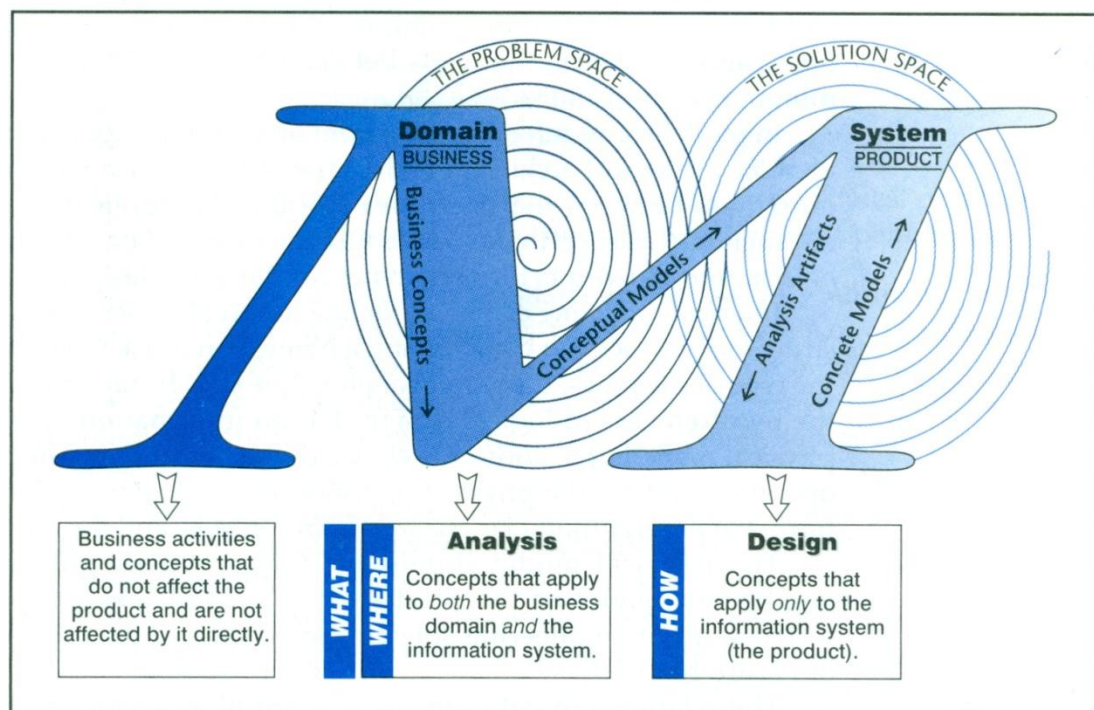 THE PROBLEM SPACE
THE SOLUTION SPACE
Domain
BUSINESS
System
PRODUCT
Business Concepts
Conceptual Models
Analysis Artifacts
Concrete Models
Business activities
and concepts that
do not affect the
product and are not
affected by it directly.
WHAT
WHERE
Analysis
Concepts that apply
to both the business
domain and the
information system.
HOW
Design
Concepts that
apply only to the
information system
(the product).